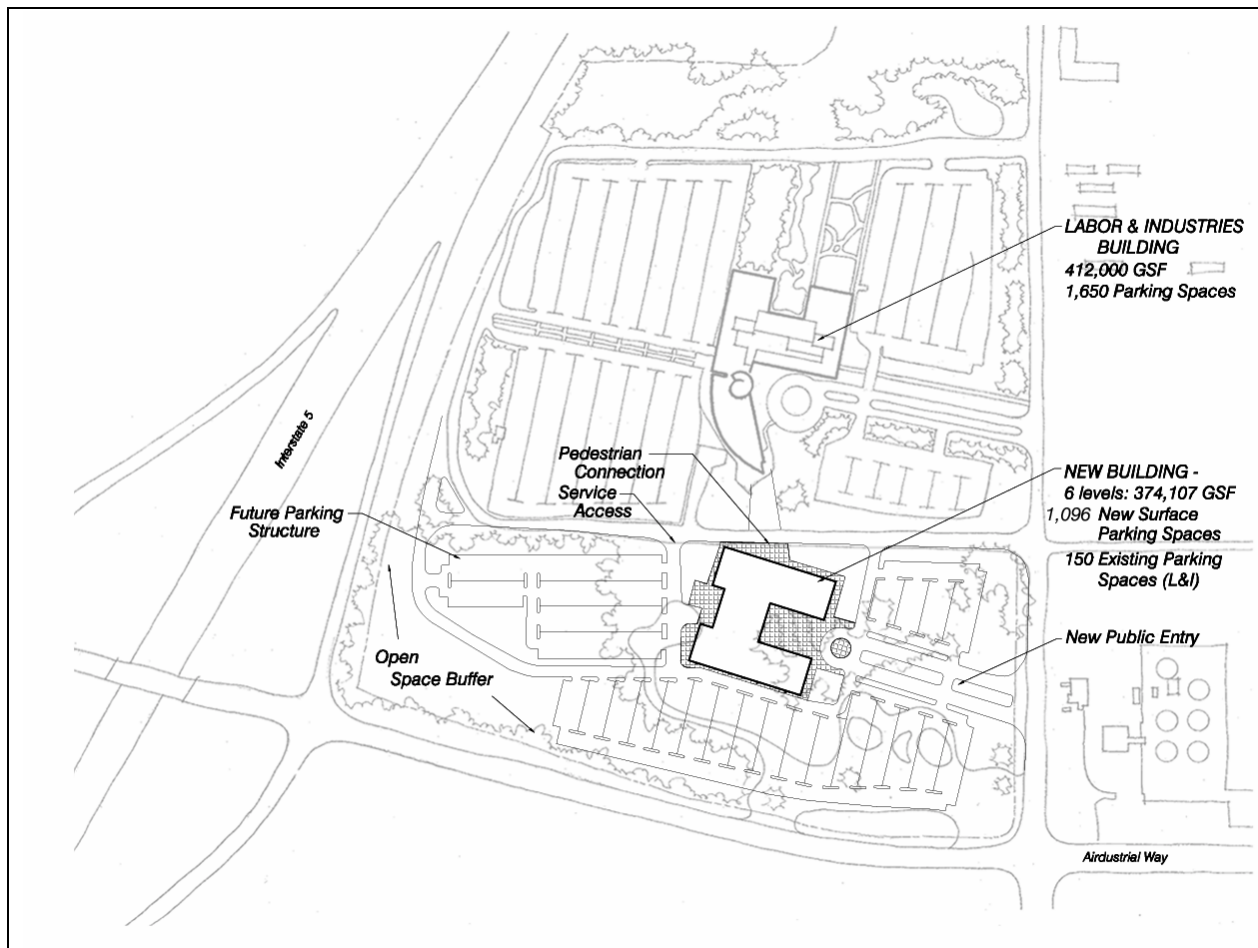 LABOR & INDUSTRIES
BUILDING
412,000 GSF
1,650 Parking Spaces
Interstate 5
Pedestrian
Connection
Service
Access
Future Parking
Structure
NEW BUILDING -
6 levels: 374,107 GSF
1,096 New Surface
Parking Spaces
150 Existing Parking
Spaces (L&I)
New Public Entry
Open
Space Buffer
Airdustrial Way